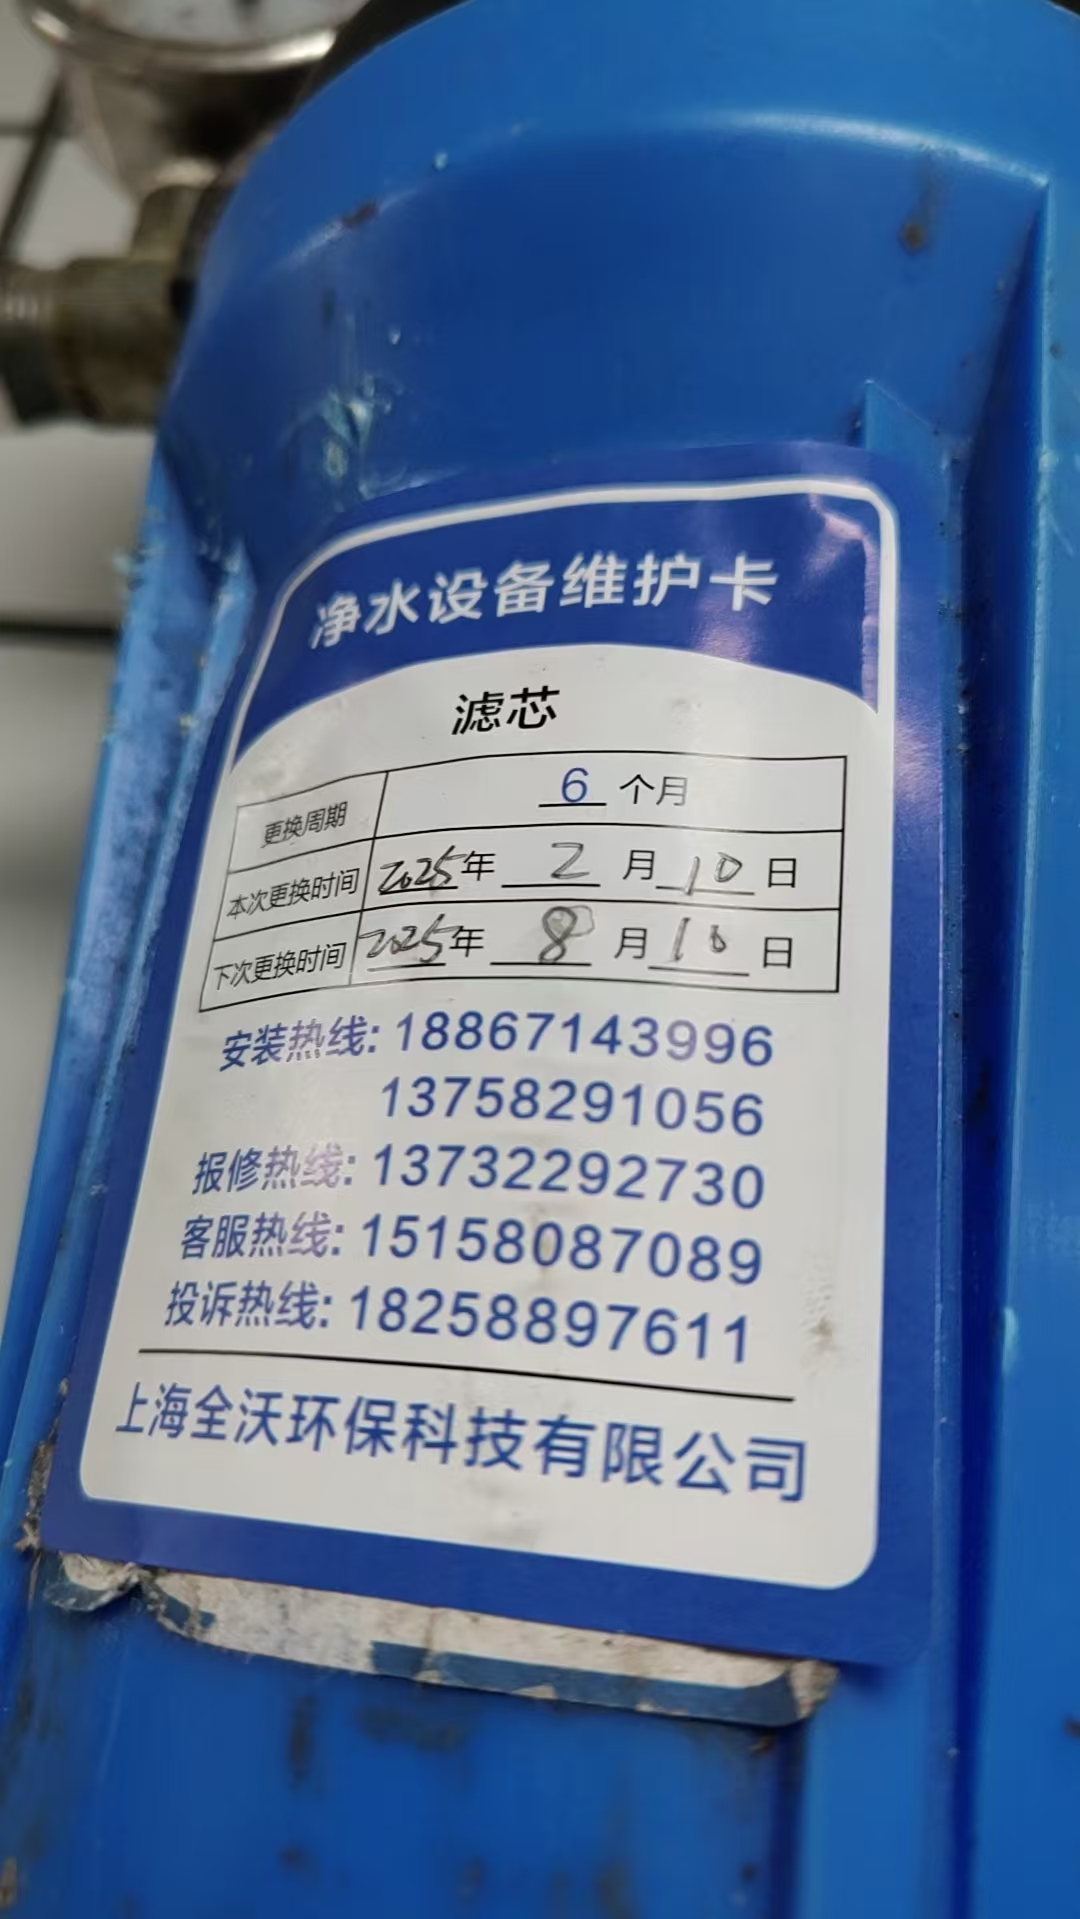 净水设备维护卡
滤芯
更换周期 6 个月
本次更换时间 2025年 2 月 10 日
下次更换时间 2025年 8 月 10 日
安装热线: 18867143996
13758291056
报修热线: 13732292730
客服热线: 15158087089
投诉热线: 18258897611
上海全沃环保科技有限公司